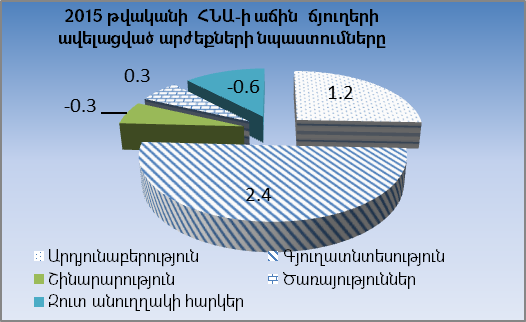 2015 թվականի ՀՆԱ-ի աճին ճյուղերի
ավելացված արժեքների նպաստումները
0.3
-0.6
1.2
-0.3
2.4
Արդյունաբերություն
Գյուղատնտեսություն
Շինարարություն
Ծառայություններ
Զուտ անուղղակի հարկեր